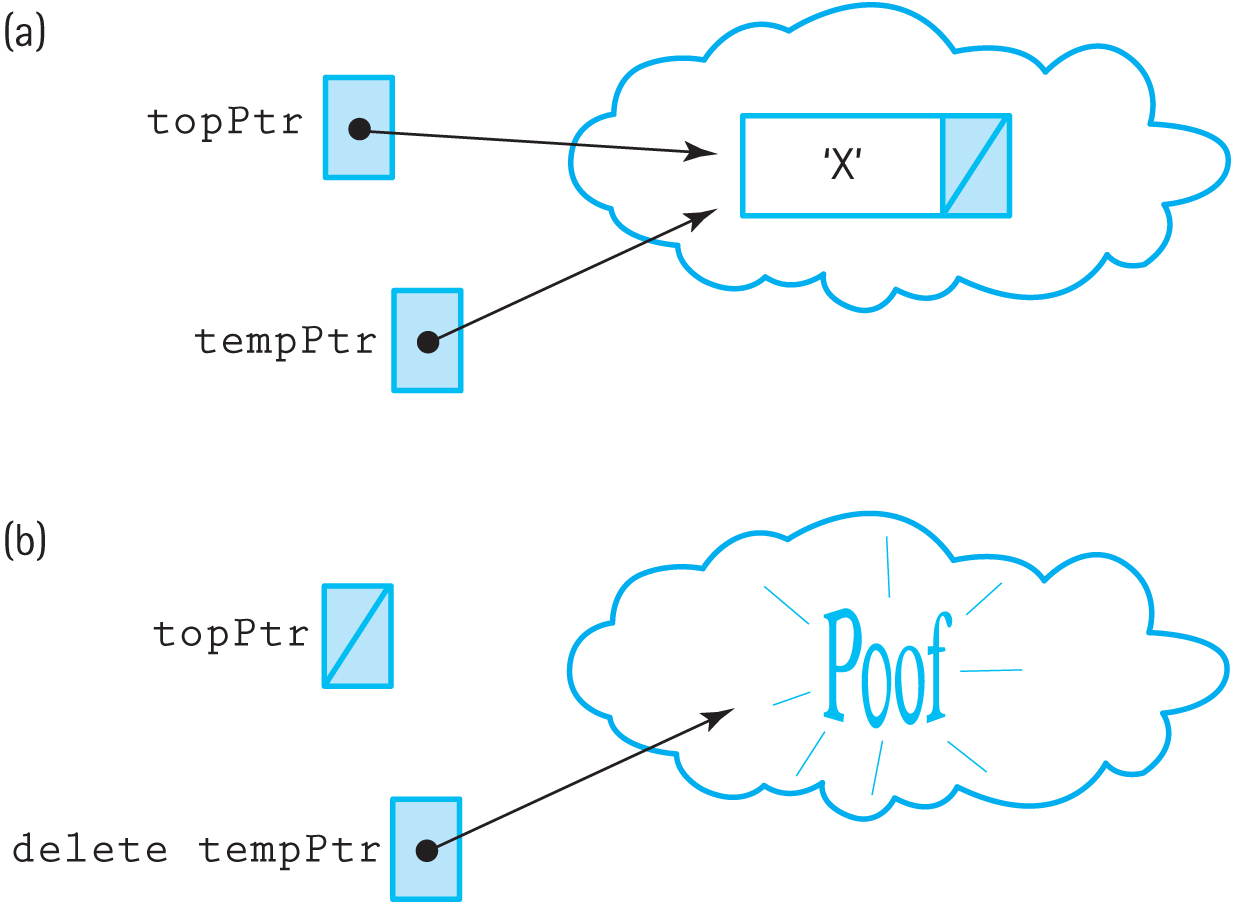 (a)
topPtr
‘X’
tempPtr
(b)
topPtr
Poof
delete tempPtr